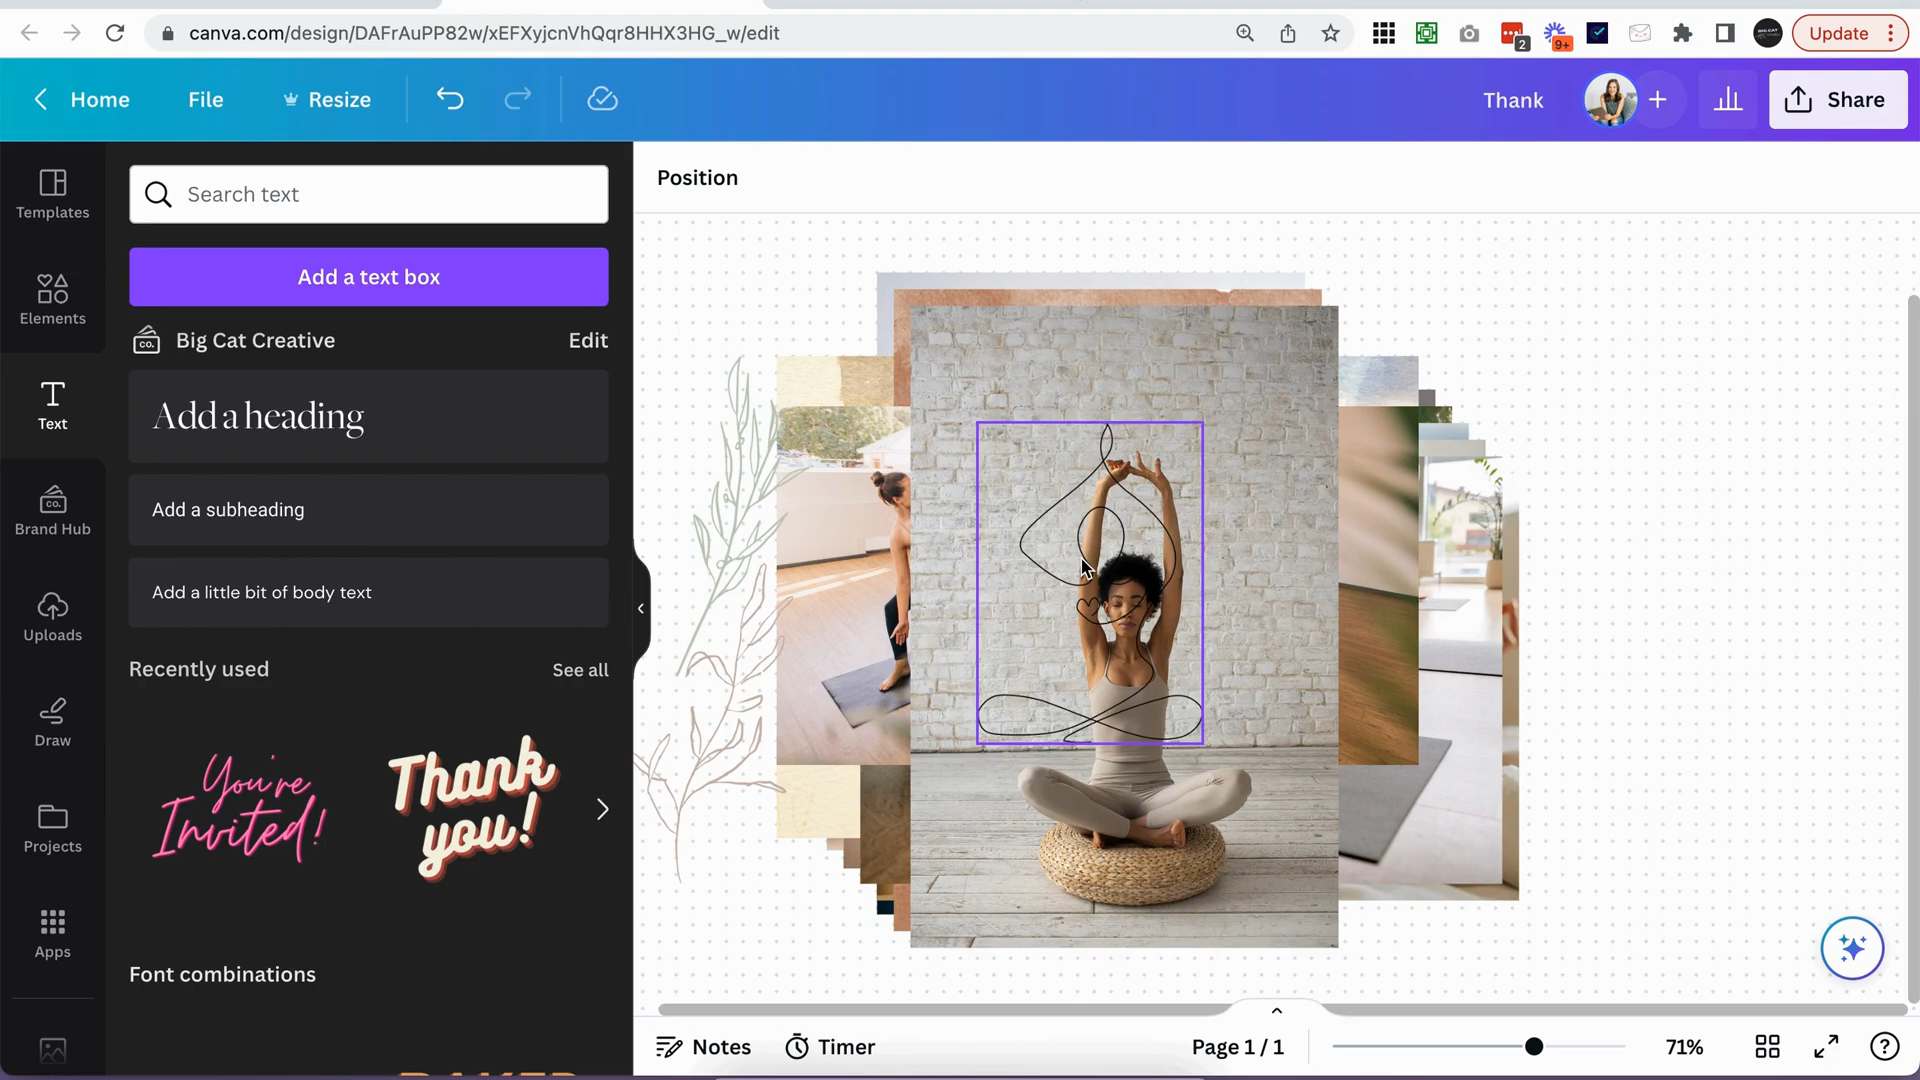 canva.com/design/DAFrAuPP82w/xEFXyjcnVhQqr8HHX3HG_w/edit
2
9+
Update
Home
File
Resize
Thank
Share
Templates
Elements
Text
Brand Hub
Uploads
Draw
Projects
Apps
Search text
Add a text box
CO.
Big Cat Creative
Edit
Add a heading
Add a subheading
Add a little bit of body text
Recently used
See all
You're
Invited!
Thank
you!
Font combinations
Position
Notes
Timer
Page 1 / 1
71%